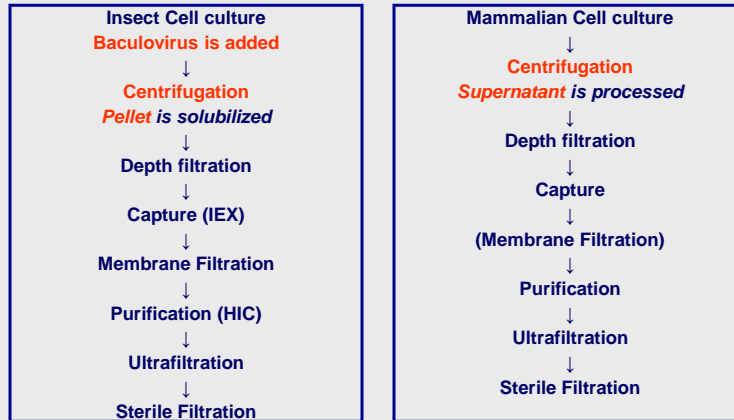 Insect Cell culture
Baculovirus is added
↓
Centrifugation
Pellet is solubilized
↓
Depth filtration
↓
Capture (IEX)
↓
Membrane Filtration
↓
Purification (HIC)
↓
Ultrafiltration
↓
Sterile Filtration
Mammalian Cell culture
↓
Centrifugation
Supernatant is processed
↓
Depth filtration
↓
Capture
↓
(Membrane Filtration)
↓
Purification
↓
Ultrafiltration
↓
Sterile Filtration